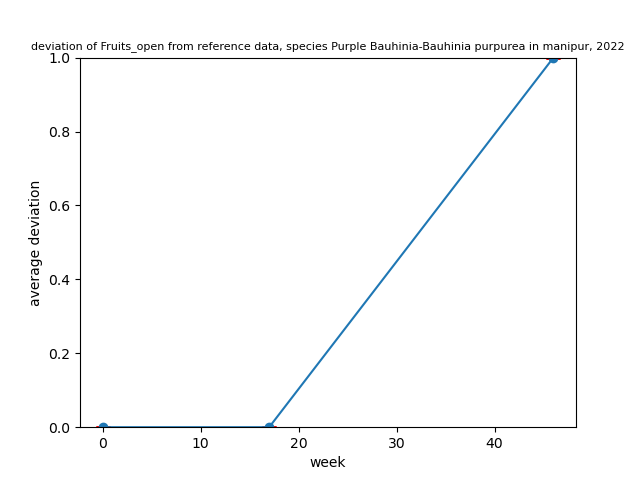 deviation of Fruits_open from reference data, species Purple Bauhinia-Bauhinia purpurea in manipur, 2022
1.0
0.8
0.6
0.4
0.2
0.0
average deviation
0 10 20 30 40
week